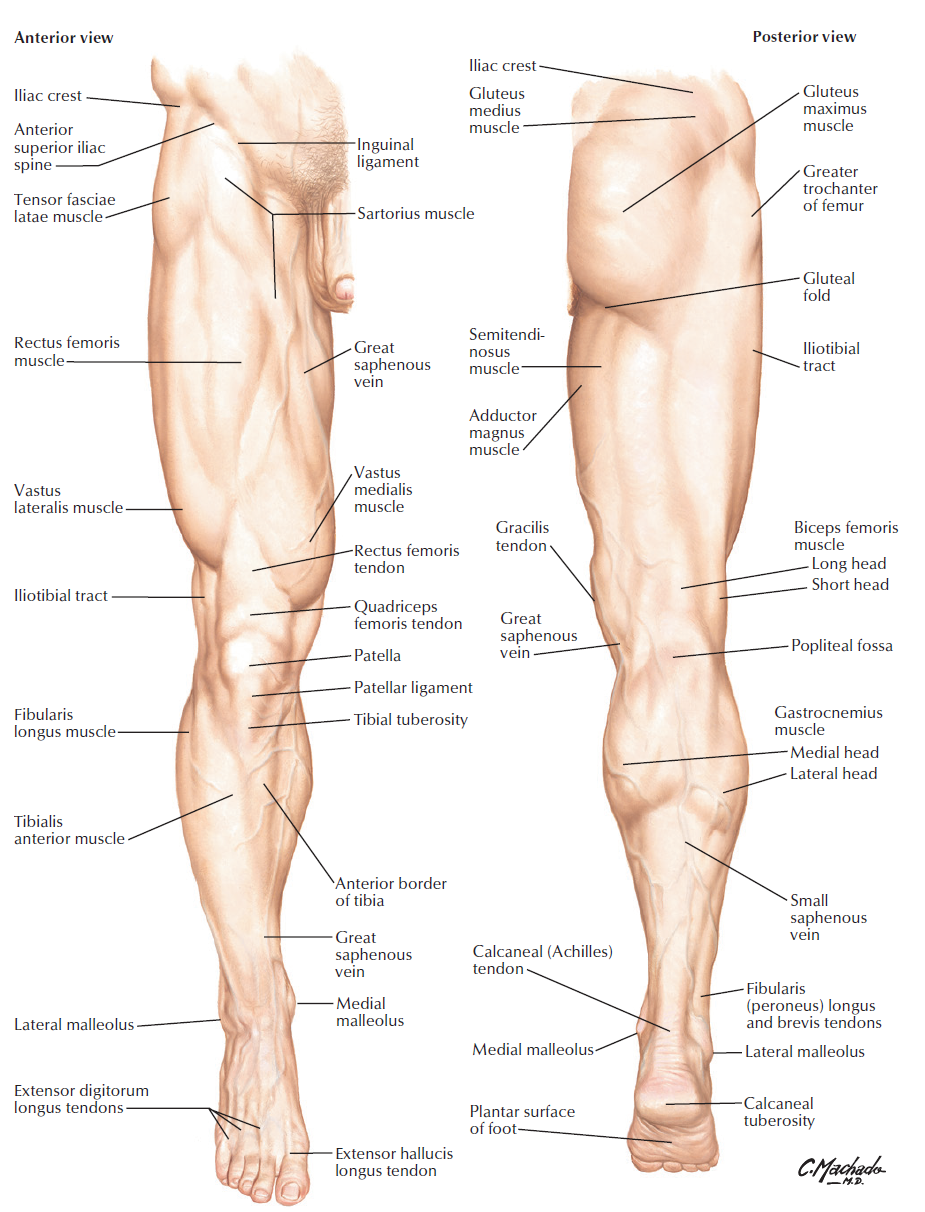 Anterior view
Iliac crest
Anterior
superior iliac
spine
Tensor fasciae
latae muscle
Rectus femoris
muscle
Vastus
lateralis muscle
Iliotibial tract
Fibularis
longus muscle
Tibialis
anterior muscle
Lateral malleolus
Extensor digitorum
longus tendons
Inguinal
ligament
Sartorius muscle
Great
saphenous
vein
Vastus
medialis
muscle
Rectus femoris
tendon
Quadriceps
femoris tendon
Patella
Patellar ligament
Tibial tuberosity
Anterior border
of tibia
Great
saphenous
vein
Medial
malleolus
Extensor hallucis
longus tendon
Posterior view
Iliac crest
Gluteus
medius
muscle
Semitendi-
nosus
muscle
Adductor
magnus
muscle
Gracilis
tendon
Great
saphenous
vein
Calcaneal (Achilles)
tendon
Medial malleolus
Plantar surface
of foot
Gluteus
maximus
muscle
Greater
trochanter
of femur
Gluteal
fold
Iliotibial
tract
Biceps femoris
muscle
Long head
Short head
Popliteal fossa
Gastrocnemius
muscle
Medial head
Lateral head
Small
saphenous
vein
Fibularis
(peroneus) longus
and brevis tendons
Lateral malleolus
Calcaneal
tuberosity
C.Machado
M.D.